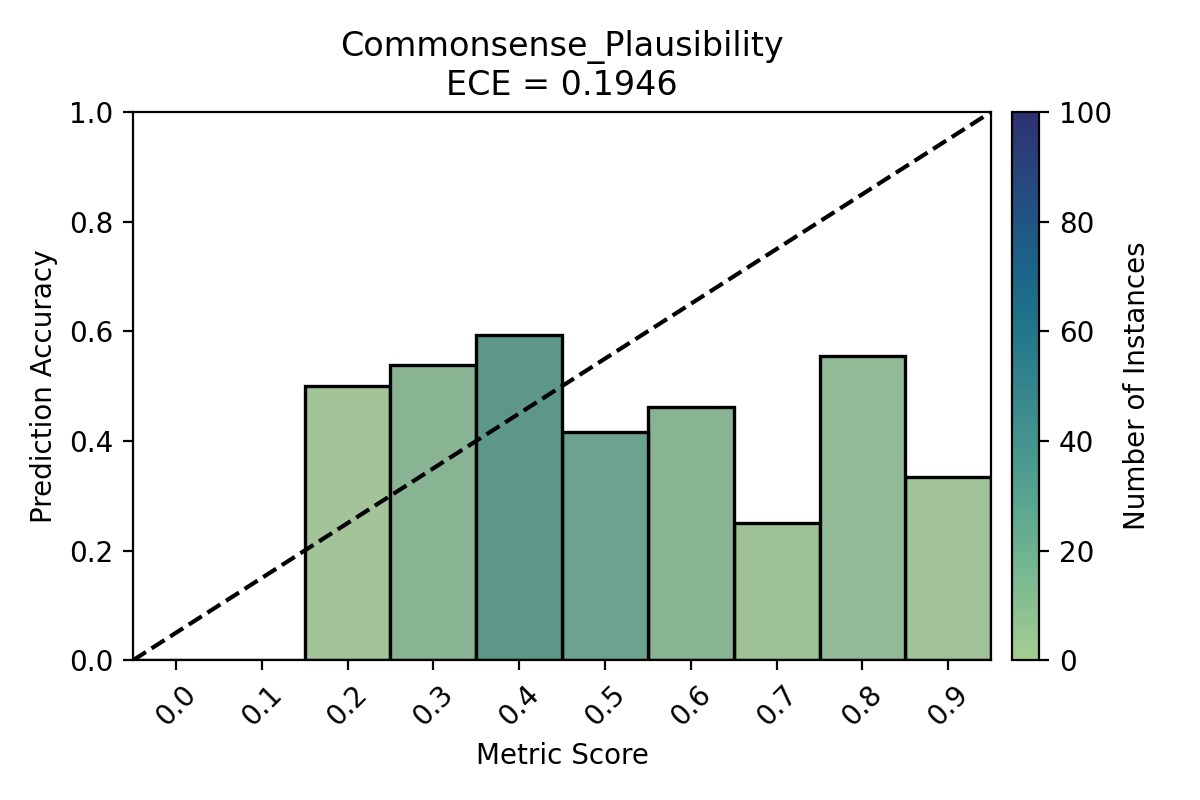 Commonsense_Plausibility
ECE = 0.1946
1.0
0.8
0.6
0.4
0.2
0.0
Prediction Accuracy
0.0 0.1 0.2 0.3 0.4 0.5 0.6 0.7 0.8 0.9
Metric Score
100
80
60
40
20
0
Number of Instances